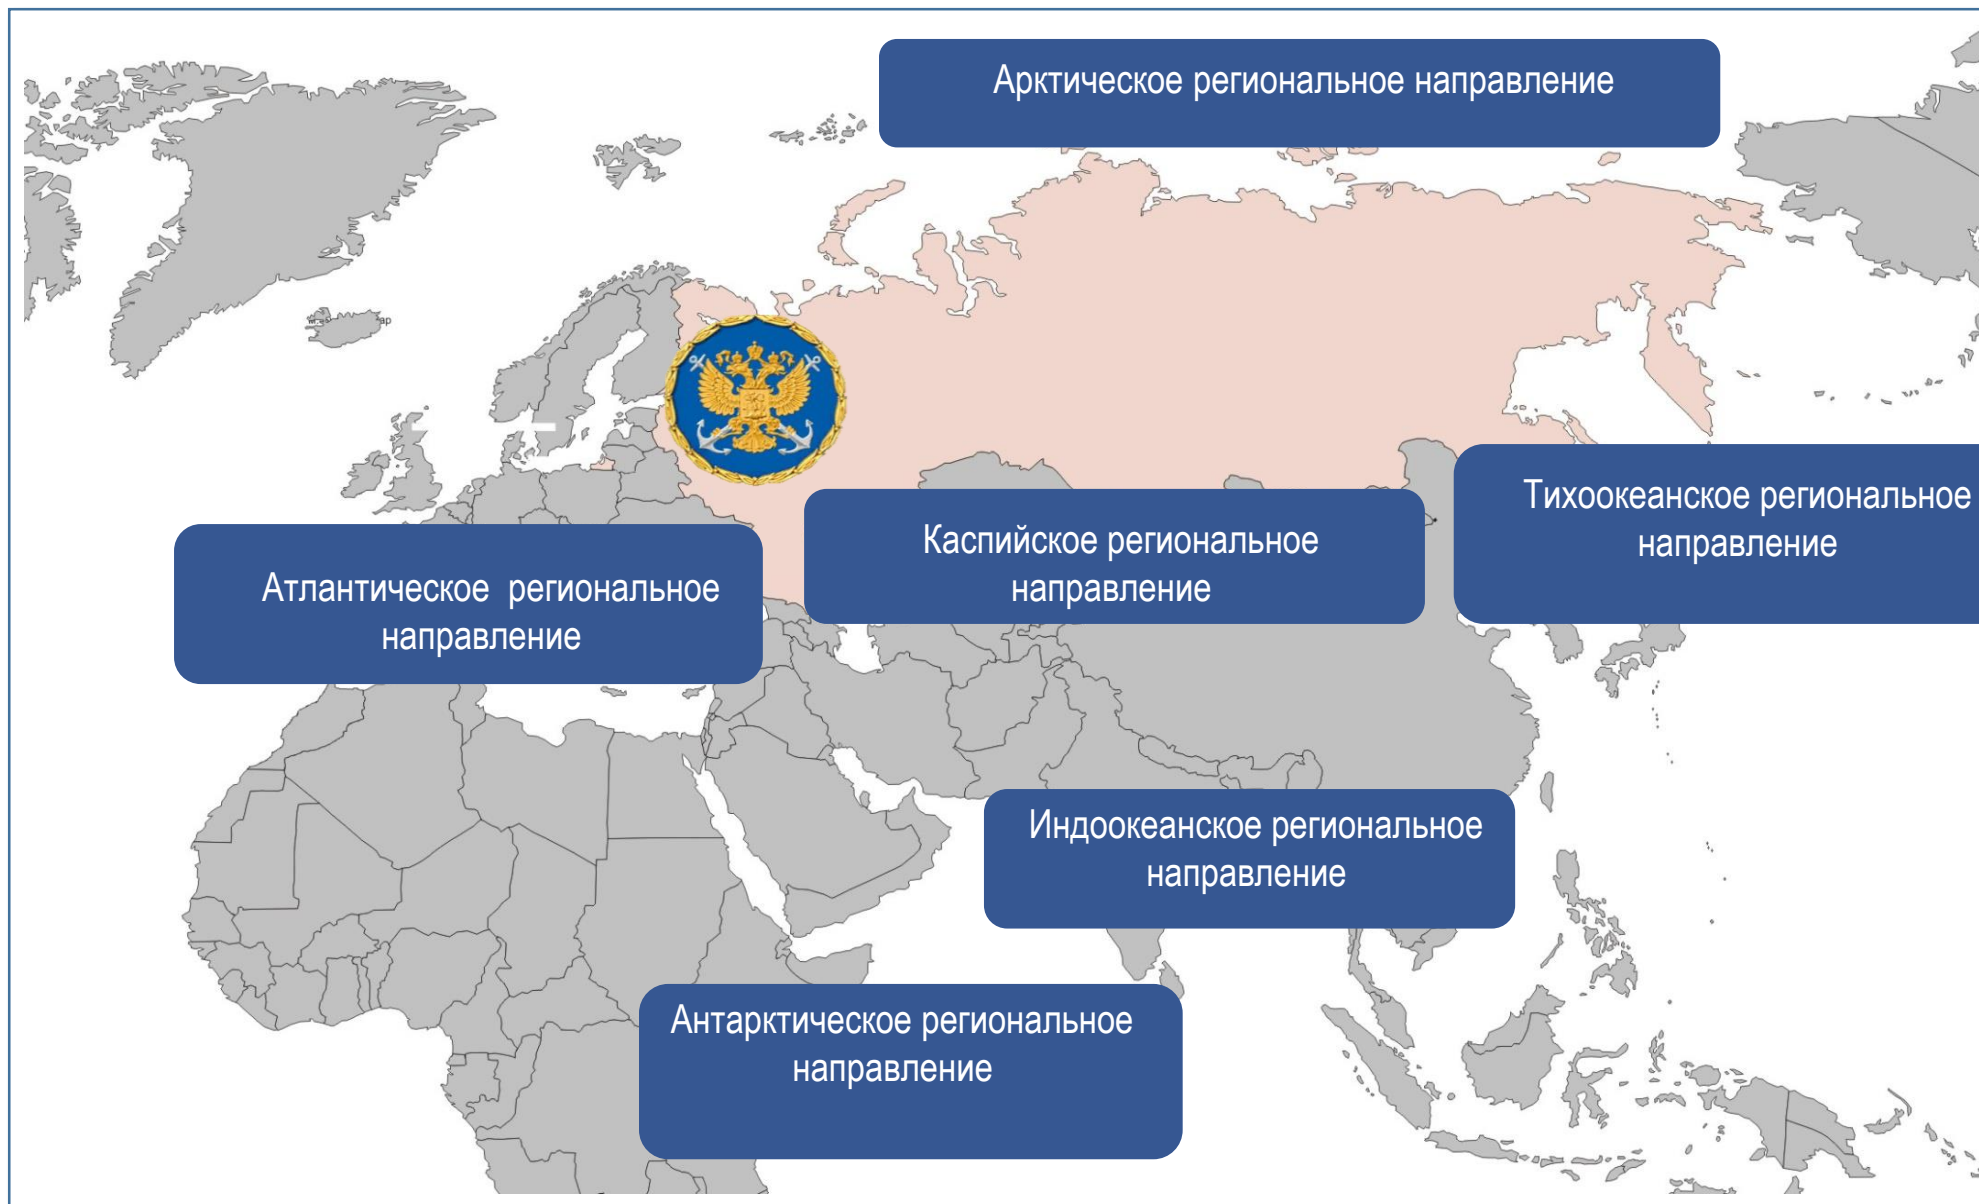 Арктическое региональное направление
Тихоокеанское региональное
направление
Каспийское региональное
направление
Атлантическое  региональное
направление
Индоокеанское региональное
направление
Антарктическое региональное
направление